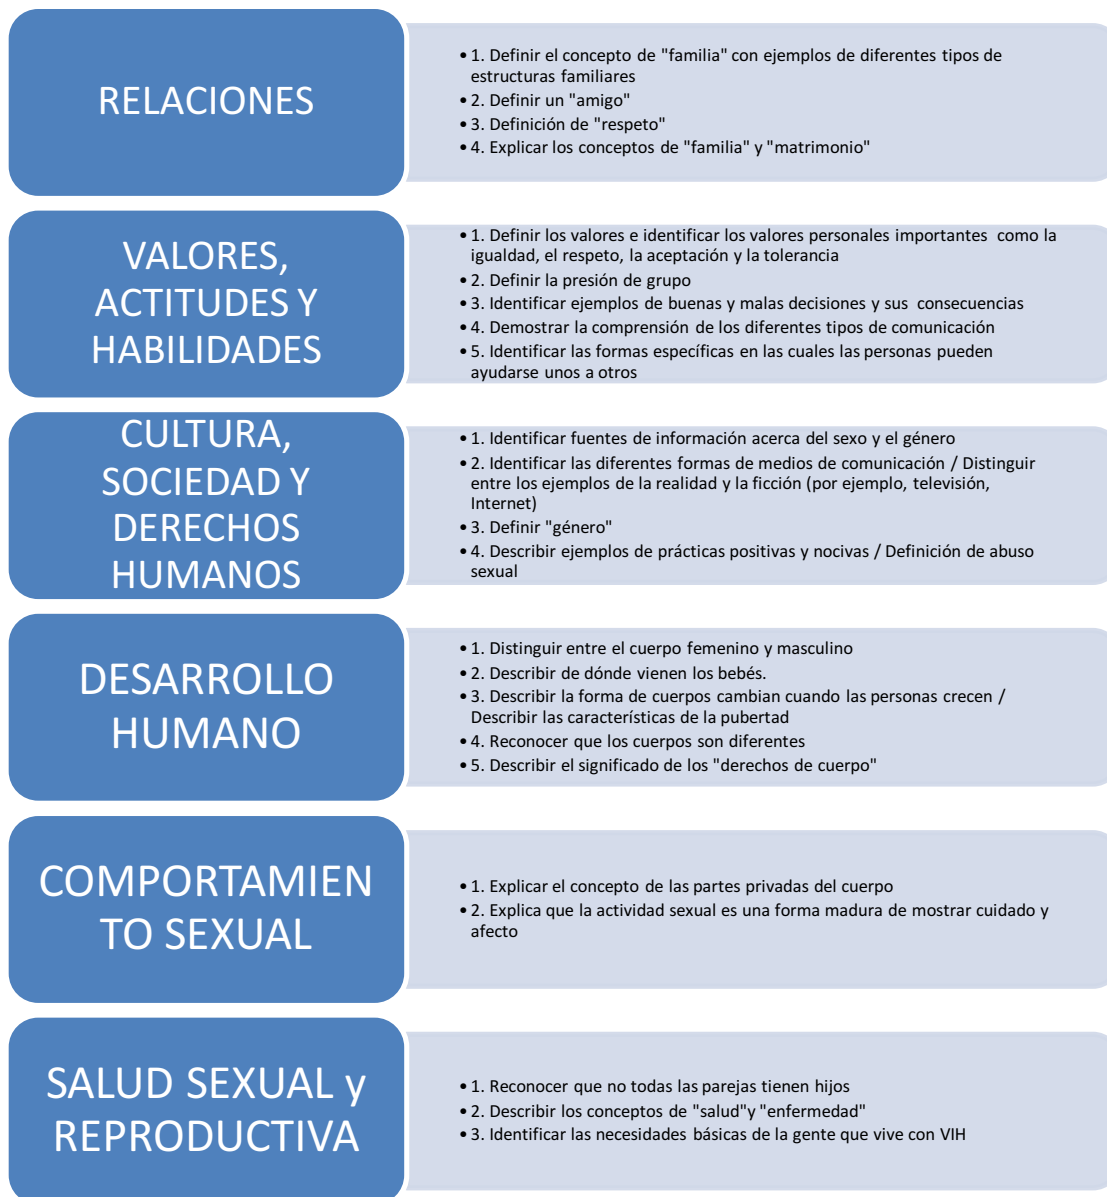 RELACIONES
• 1. Definir el concepto de "familia" con ejemplos de diferentes tipos de
estructuras familiares
• 2. Definir un "amigo"
• 3. Definición de "respeto"
• 4. Explicar los conceptos de "familia" y "matrimonio"
VALORES,
ACTITUDES Y
HABILIDADES
• 1. Definir los valores e identificar los valores personales importantes como la
igualdad, el respeto, la aceptación y la tolerancia
• 2. Definir la presión de grupo
• 3. Identificar ejemplos de buenas y malas decisiones y sus consecuencias
• 4. Demostrar la comprensión de los diferentes tipos de comunicación
• 5. Identificar las formas específicas en las cuales las personas pueden
ayudarse unos a otros
CULTURA,
SOCIEDAD Y
DERECHOS
HUMANOS
• 1. Identificar fuentes de información acerca del sexo y el género
• 2. Identificar las diferentes formas de medios de comunicación / Distinguir
entre los ejemplos de la realidad y la ficción (por ejemplo, televisión,
Internet)
• 3. Definir "género"
• 4. Describir ejemplos de prácticas positivas y nocivas / Definición de abuso
sexual
DESARROLLO
HUMANO
• 1. Distinguir entre el cuerpo femenino y masculino
• 2. Describir de dónde vienen los bebés.
• 3. Describir la forma de cuerpos cambian cuando las personas crecen /
Describir las características de la pubertad
• 4. Reconocer que los cuerpos son diferentes
• 5. Describir el significado de los "derechos de cuerpo"
COMPORTAMIEN
TO SEXUAL
• 1. Explicar el concepto de las partes privadas del cuerpo
• 2. Explica que la actividad sexual es una forma madura de mostrar cuidado y
afecto
SALUD SEXUAL y
REPRODUCTIVA
• 1. Reconocer que no todas las parejas tienen hijos
• 2. Describir los conceptos de "salud"y "enfermedad"
• 3. Identificar las necesidades básicas de la gente que vive con VIH